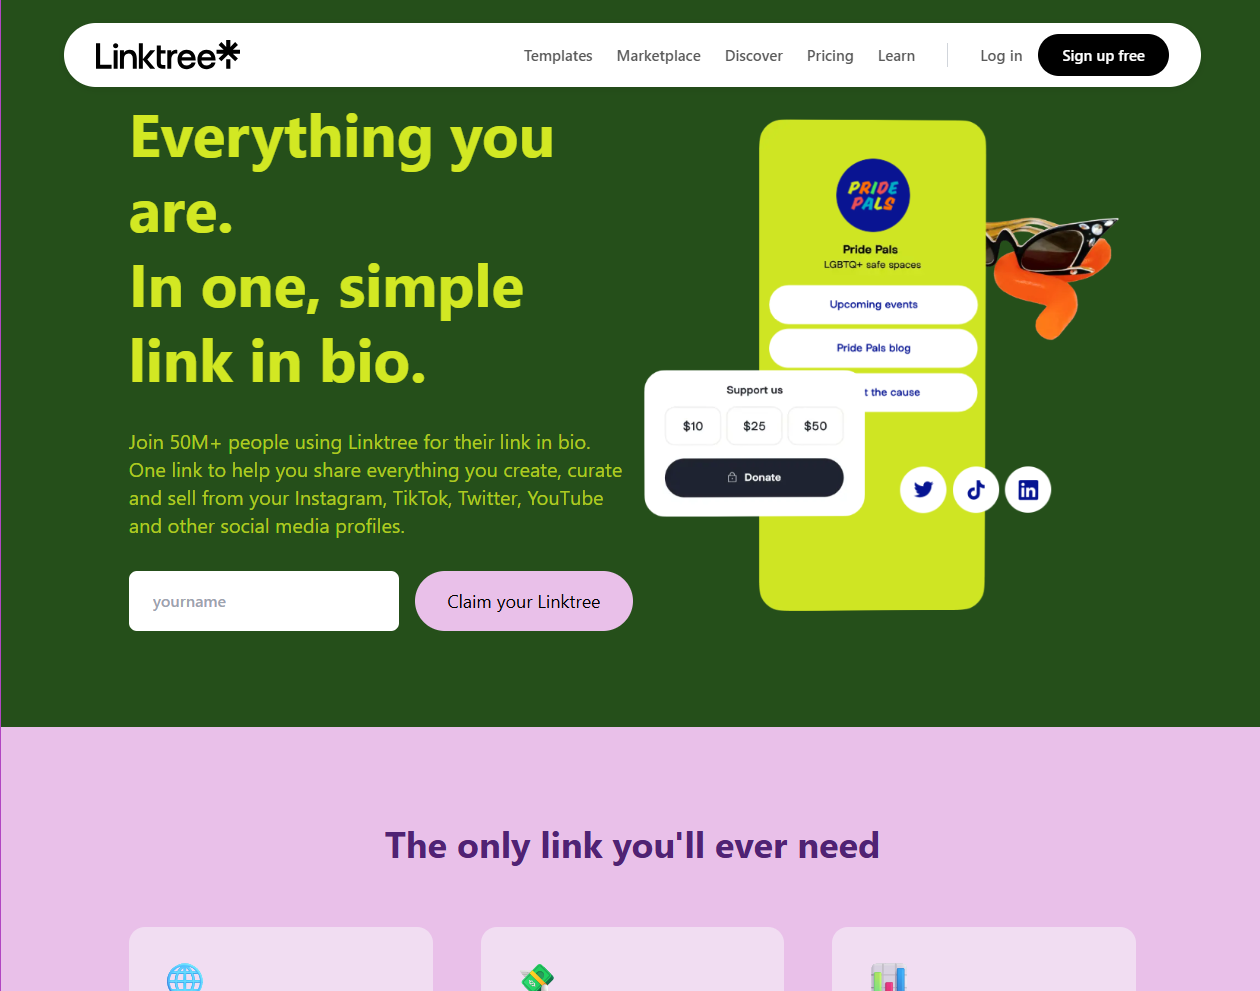 Linktree
Templates Marketplace Discover Pricing Learn Log in Sign up free
Everything you
are.
In one, simple
link in bio.
Join 50M+ people using Linktree for their link in bio.
One link to help you share everything you create, curate
and sell from your Instagram, TikTok, Twitter, YouTube
and other social media profiles.
yourname
Claim your Linktree
PRIDE
PALS
Pride Pals
LGBTQ+ safe spaces
Upcoming events
Pride Pals blog
t the cause
Support us
$10 $25 $50
Donate
The only link you'll ever need